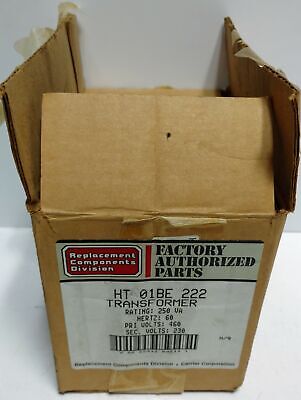 Replacement
Components
Division
FACTORY
AUTHORIZED
PARTS
HT 01BE 222
TRANSFORMER
RATING: 250 VA
HERTZ: 60
PRI VOLTS: 460
SEC. VOLTS: 230
Replacement Components Division • Carrier Corporation